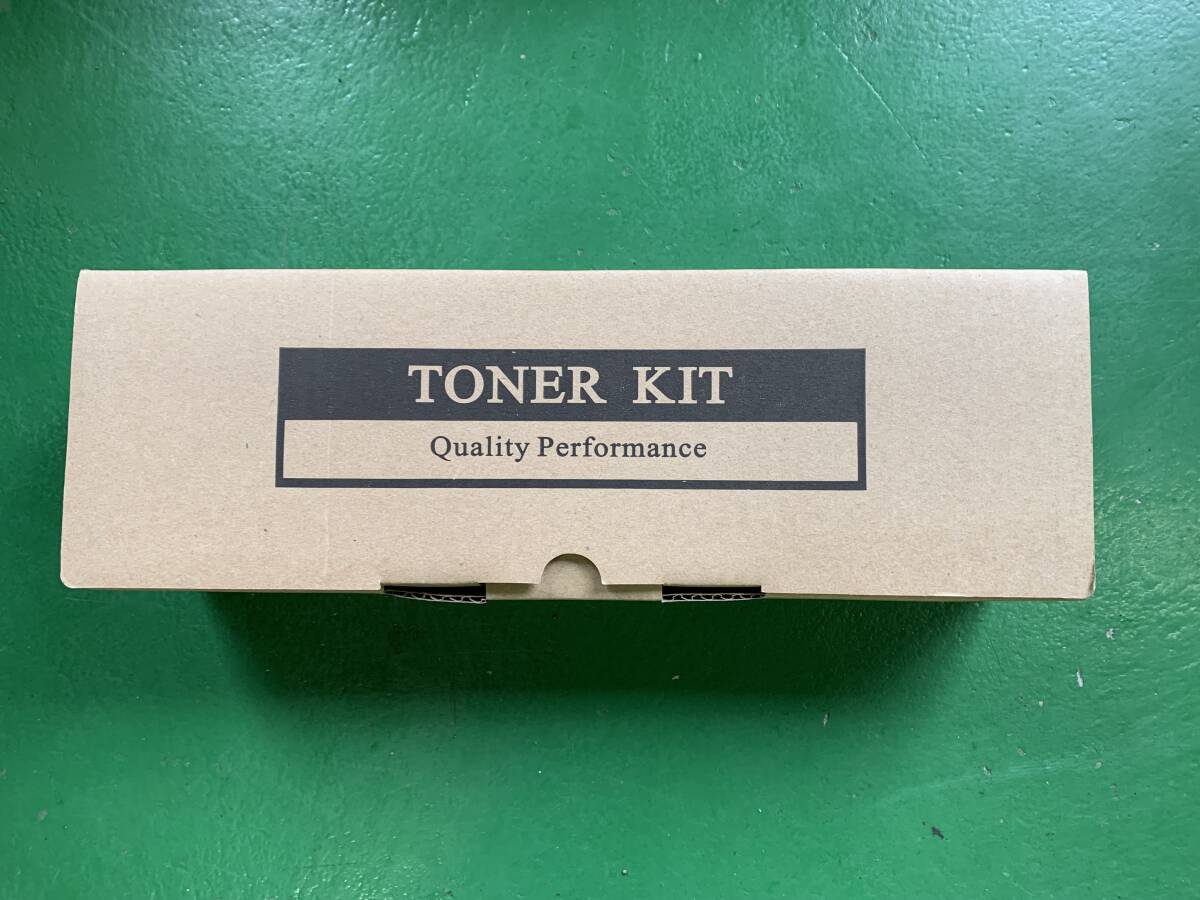 TONER KIT
Quality Performance